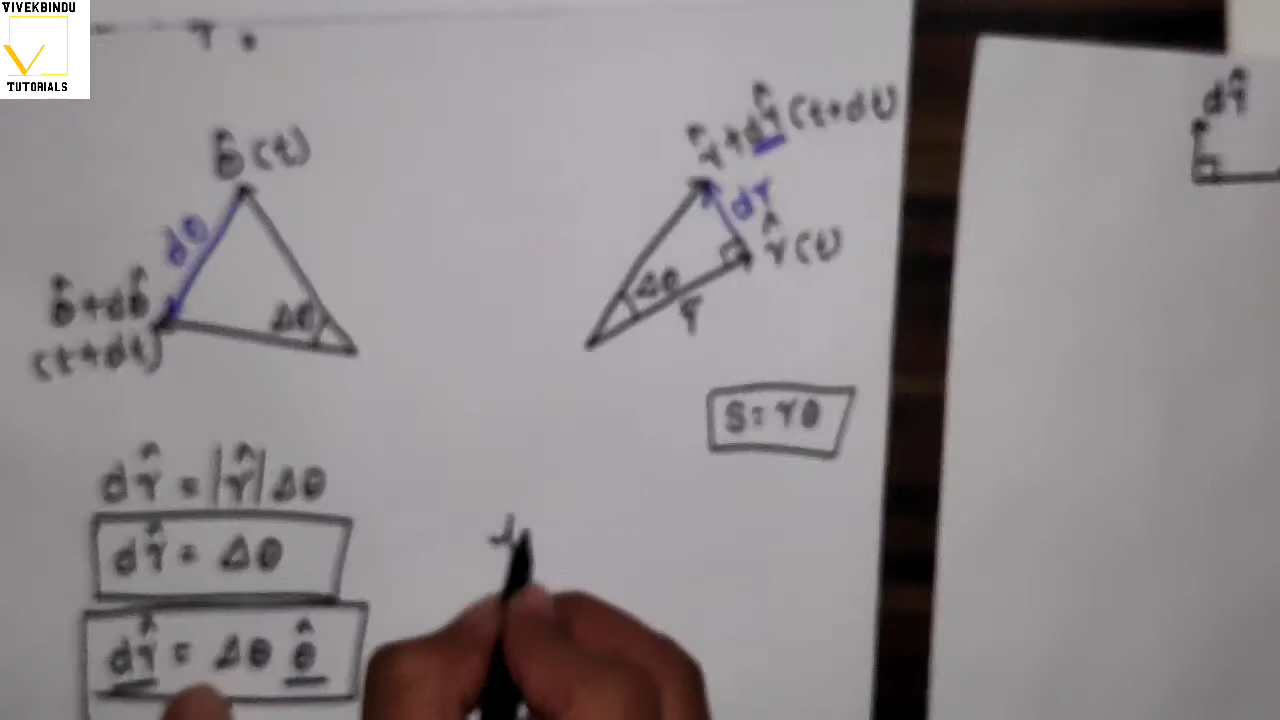 VIVEKBINDU
TUTORIALS
θ̂(t)
dθ
θ̂+dθ̂
(t+dt)
Δθ
r̂+dr̂(t+dt)
dr
r̂(t)
Δθ
r
S=rθ
dr̂
dr̂ = |r̂|Δθ
dr̂ = Δθ
dr̂ = Δθ θ̂